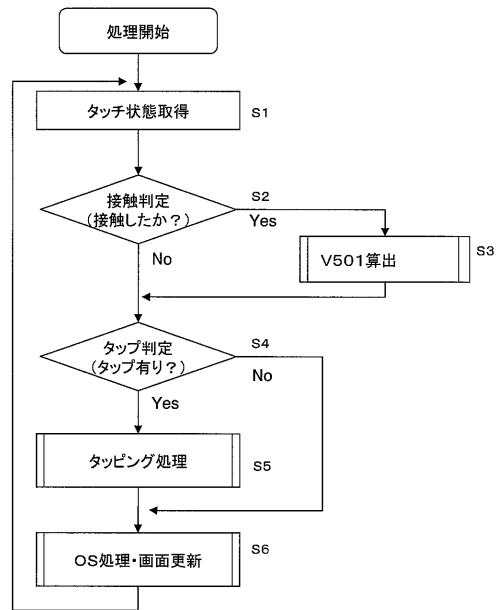 処理開始
タッチ状態取得
S1
接触判定
(接触したか?)
S2
Yes
No
V501算出
S3
タップ判定
(タップ有り?)
S4
No
Yes
タッピング処理
S5
OS処理・画面更新
S6